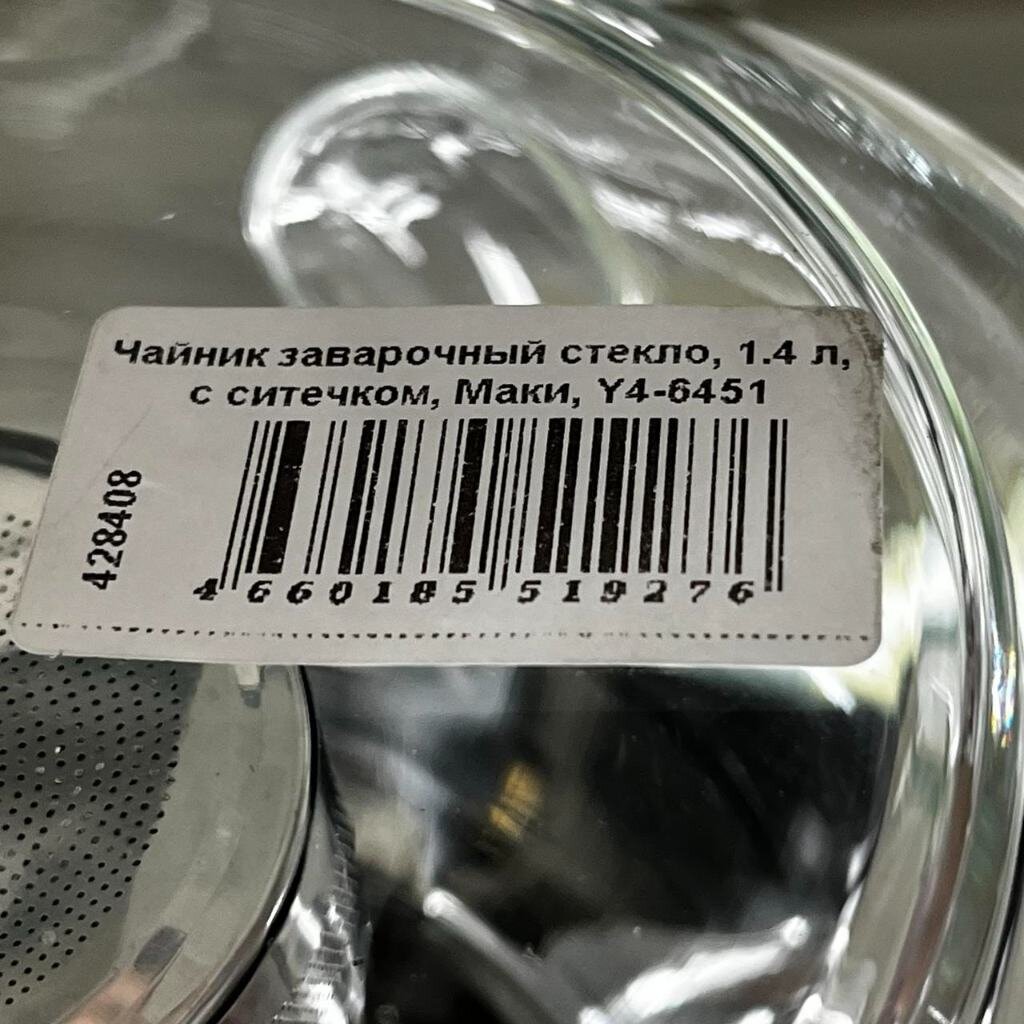 Чайник заварочный стекло, 1.4 л,
с ситечком, Маки, Y4-6451
428408
4 660185 519276